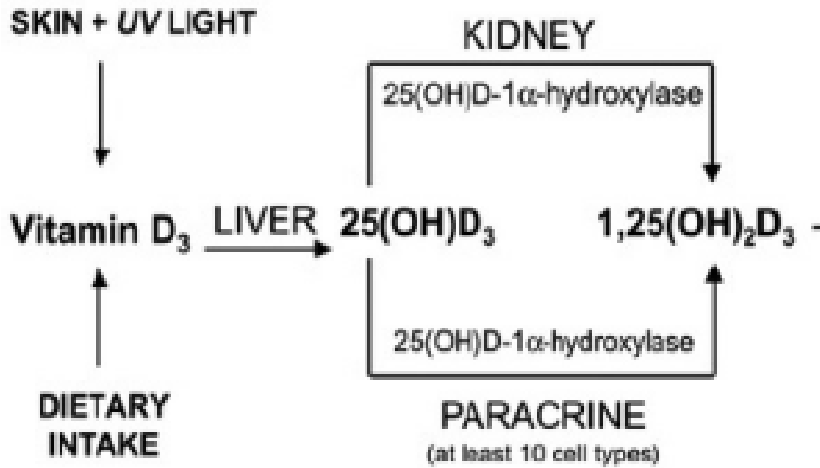 SKIN + UV LIGHT
KIDNEY
25(OH)D-1α-hydroxylase
Vitamin D₃
LIVER
25(OH)D₃
1,25(OH)₂D₃ -
25(OH)D-1α-hydroxylase
DIETARY
INTAKE
PARACRINE
(at least 10 cell types)